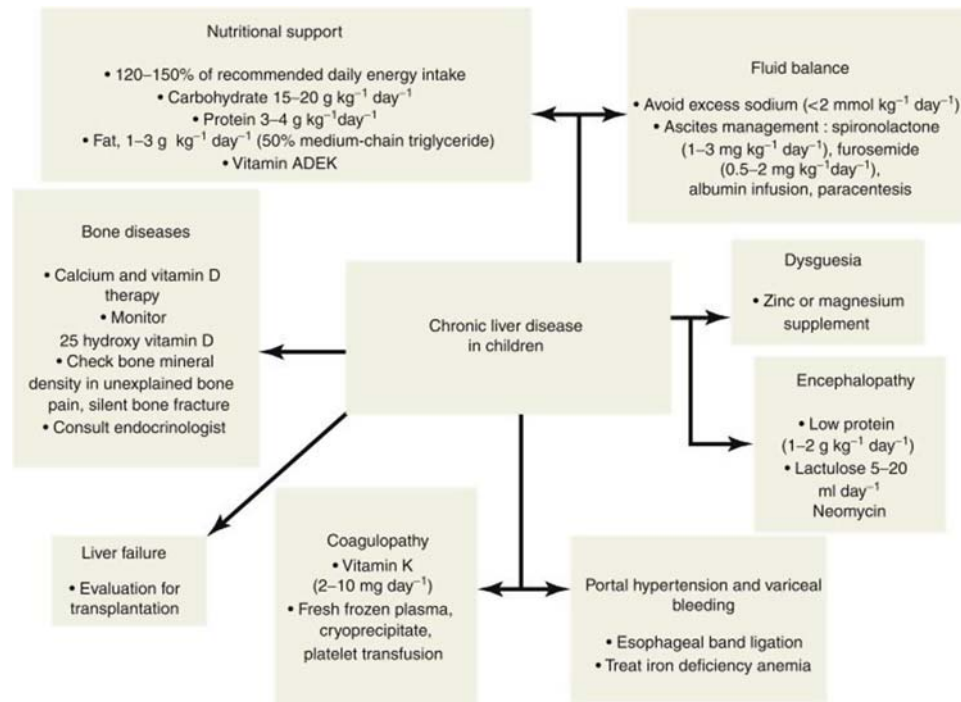 Nutritional support
• 120–150% of recommended daily energy intake
• Carbohydrate 15–20 g kg⁻¹ day⁻¹
• Protein 3–4 g kg⁻¹day⁻¹
• Fat, 1–3 g kg⁻¹ day⁻¹ (50% medium-chain triglyceride)
• Vitamin ADEK
Fluid balance
• Avoid excess sodium (<2 mmol kg⁻¹ day⁻¹)
• Ascites management : spironolactone
(1–3 mg kg⁻¹ day⁻¹), furosemide
(0.5–2 mg kg⁻¹day⁻¹),
albumin infusion, paracentesis
Bone diseases
• Calcium and vitamin D
therapy
• Monitor
25 hydroxy vitamin D
• Check bone mineral
density in unexplained bone
pain, silent bone fracture
• Consult endocrinologist
Chronic liver disease
in children
Dysguesia
• Zinc or magnesium
supplement
Encephalopathy
• Low protein
(1–2 g kg⁻¹ day⁻¹)
• Lactulose 5–20
ml day⁻¹
Neomycin
Liver failure
• Evaluation for
transplantation
Coagulopathy
• Vitamin K
(2–10 mg day⁻¹)
• Fresh frozen plasma,
cryoprecipitate,
platelet transfusion
Portal hypertension and variceal
bleeding
• Esophageal band ligation
• Treat iron deficiency anemia